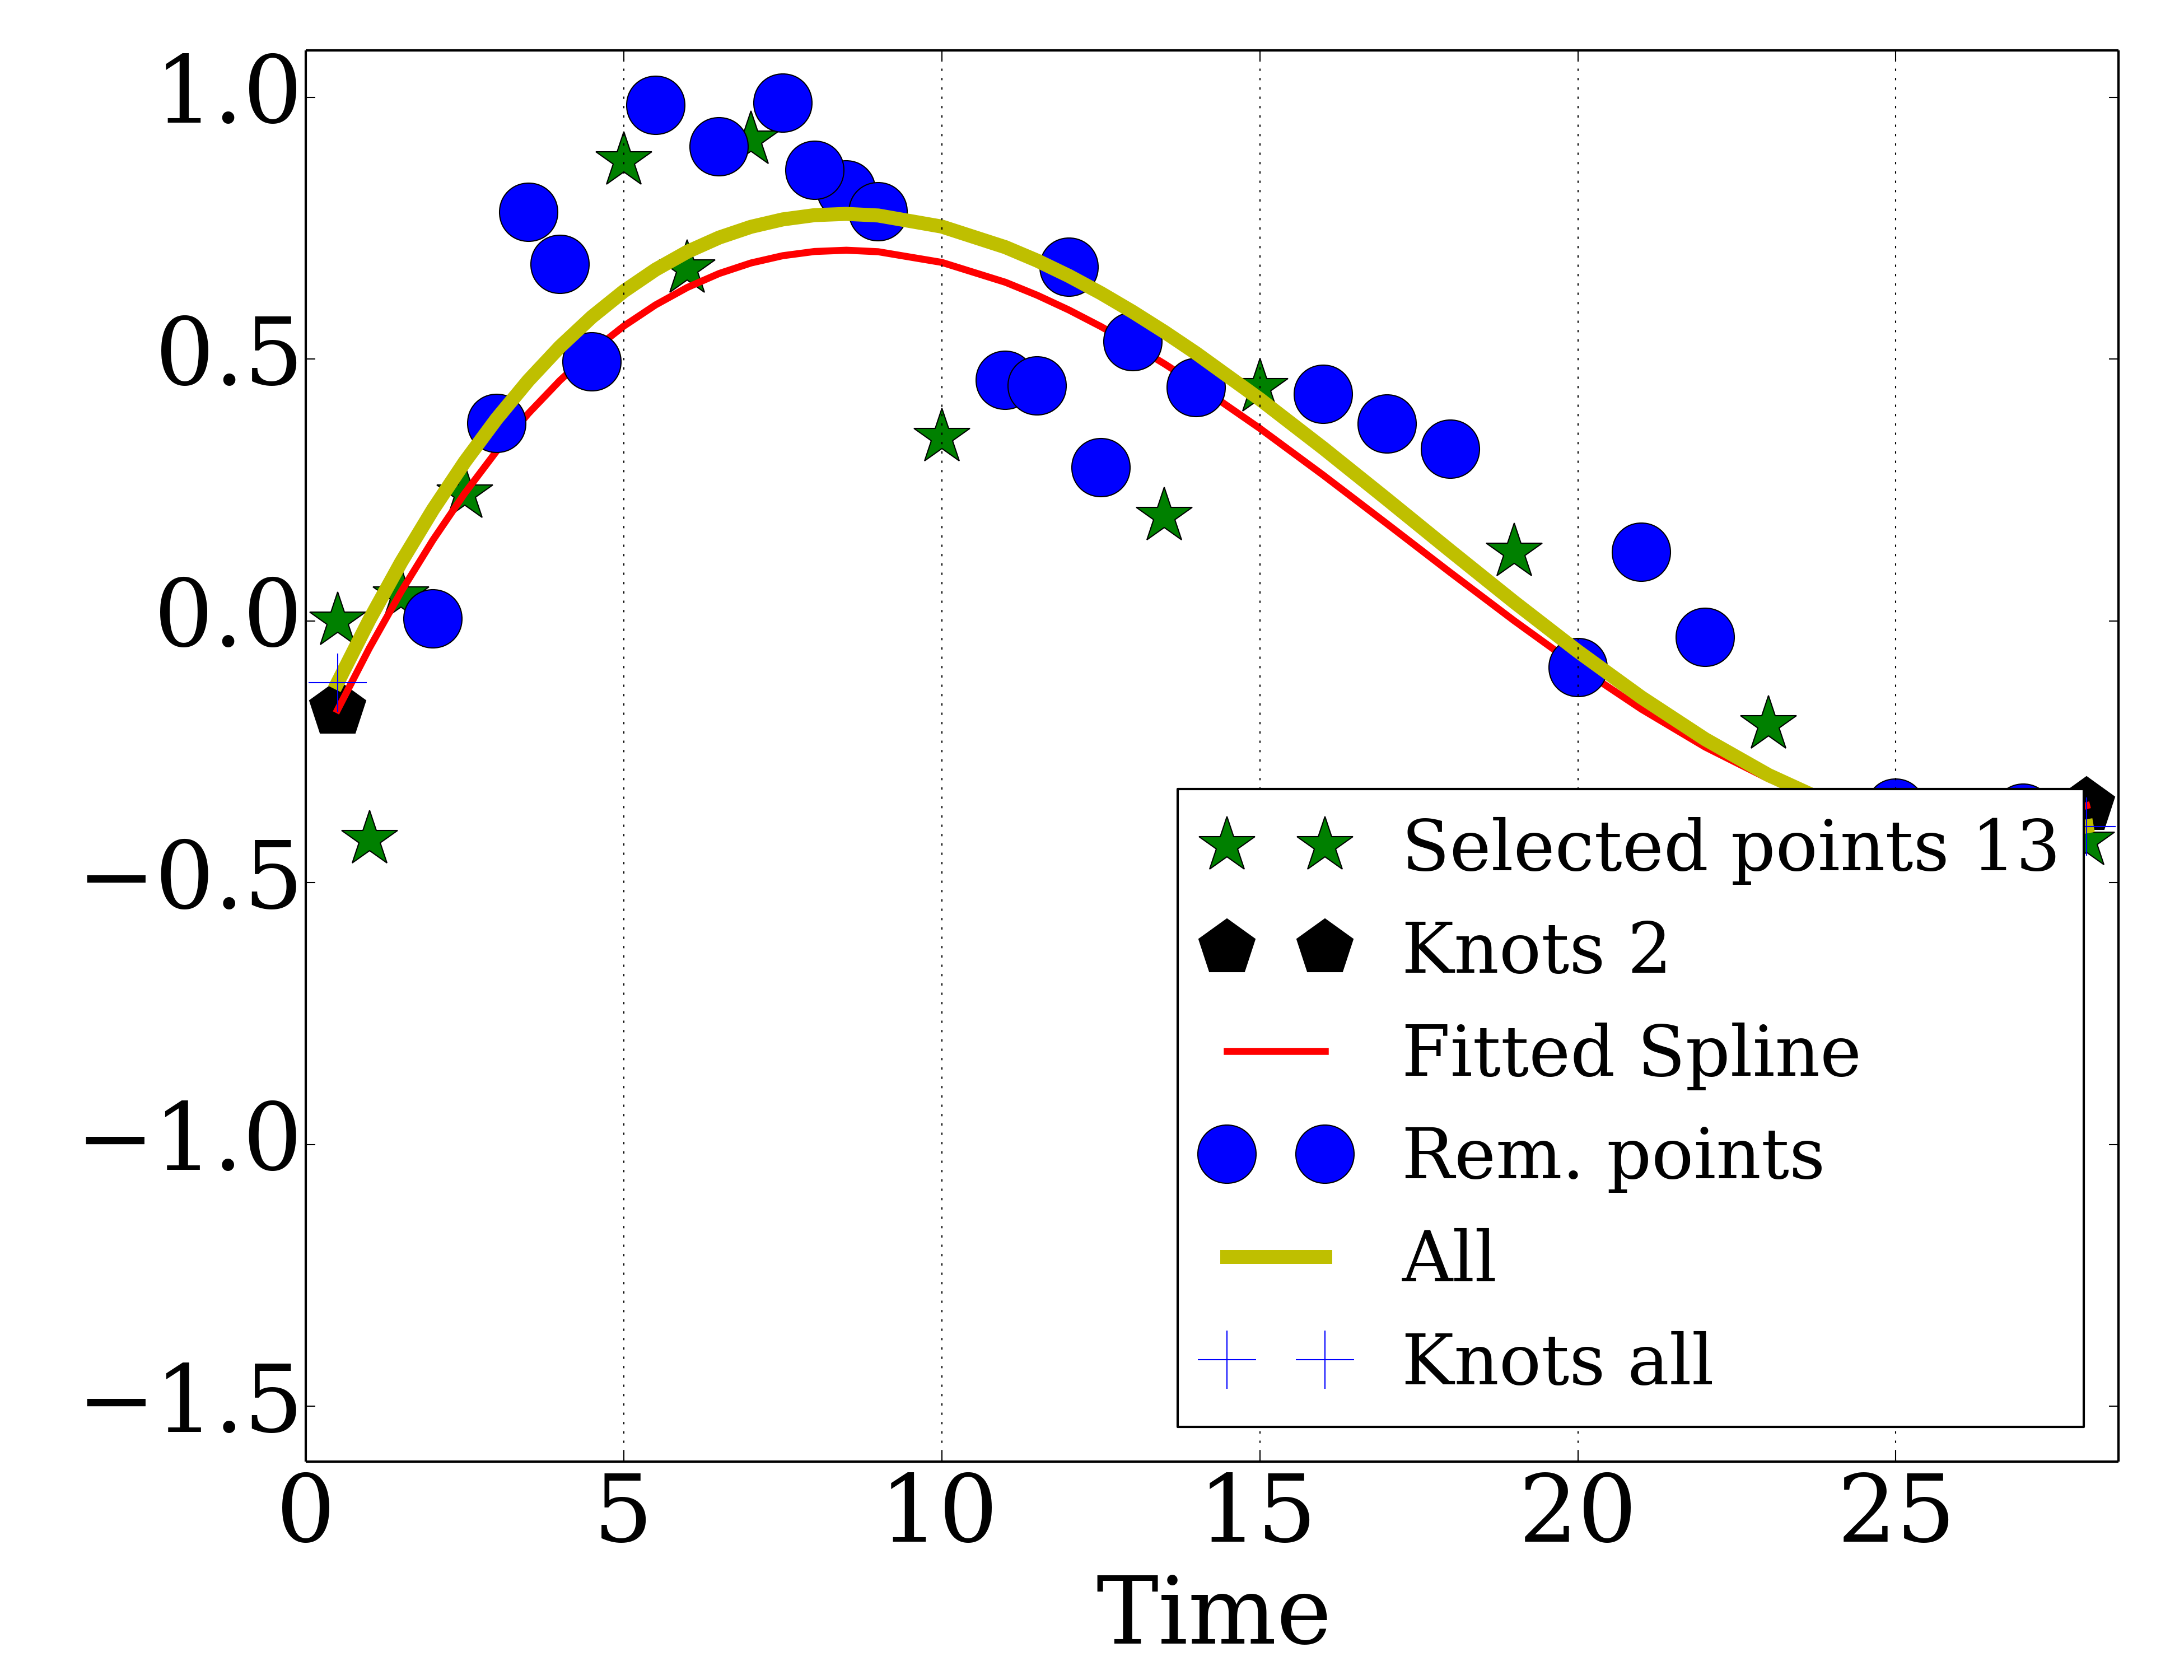 1.0
0.5
0.0
−0.5
−1.0
−1.5
0 5 10 15 20 25
Time
Selected points 13
Knots 2
Fitted Spline
Rem. points
All
Knots all